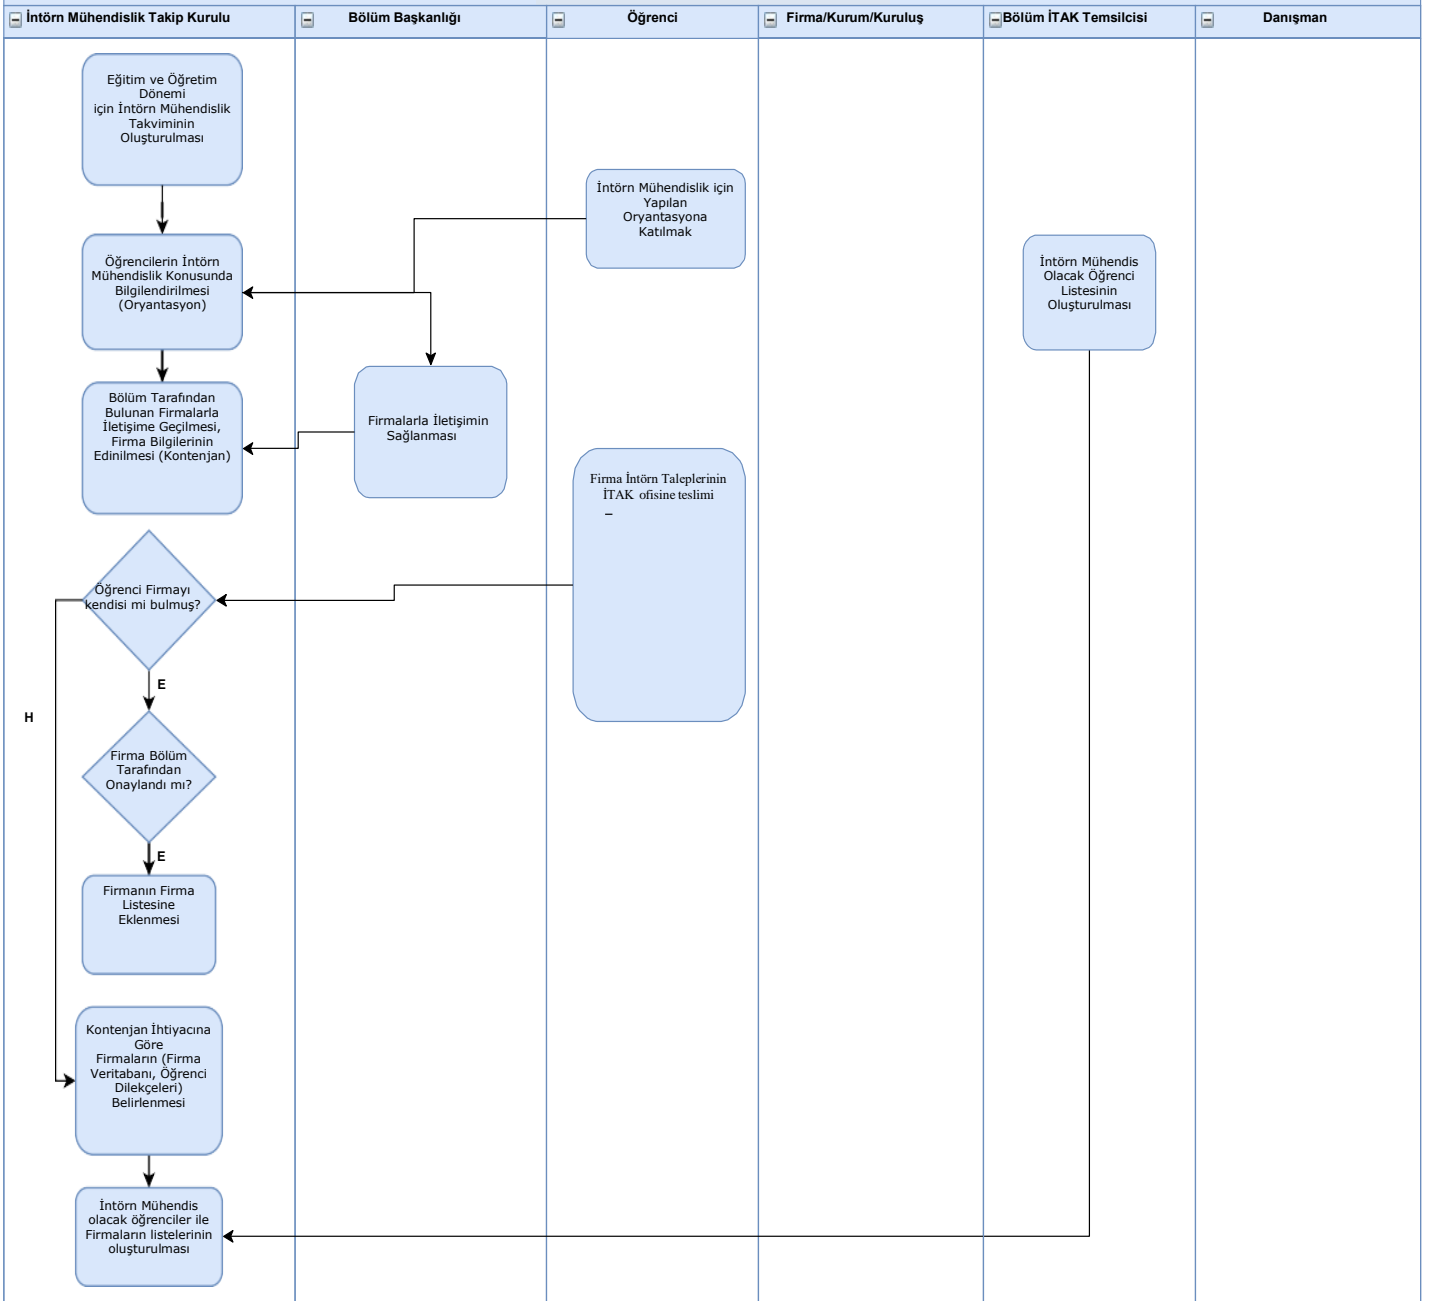 İntörn Mühendislik Takip Kurulu
Bölüm Başkanlığı
Öğrenci
Firma/Kurum/Kuruluş
Bölüm İTAK Temsilcisi
Danışman
Eğitim ve Öğretim
Dönemi
için İntörn Mühendislik
Takviminin
Oluşturulması
İntörn Mühendislik için
Yapılan
Oryantasyona
Katılmak
Öğrencilerin İntörn
Mühendislik Konusunda
Bilgilendirilmesi
(Oryantasyon)
İntörn Mühendis
Olacak Öğrenci
Listesinin
Oluşturulması
Bölüm Tarafından
Bulunan Firmalarla
İletişime Geçilmesi,
Firma Bilgilerinin
Edinilmesi (Kontenjan)
Firmalarla İletişimin
Sağlanması
Firma İntörn Taleplerinin
İTAK ofisine teslimi
–
Öğrenci Firmayı
kendisi mi bulmuş?
E
H
Firma Bölüm
Tarafından
Onaylandı mı?
E
Firmanın Firma
Listesine
Eklenmesi
Kontenjan İhtiyacına
Göre
Firmaların (Firma
Veritabanı, Öğrenci
Dilekçeleri)
Belirlenmesi
İntörn Mühendis
olacak öğrenciler ile
Firmaların listelerinin
oluşturulması